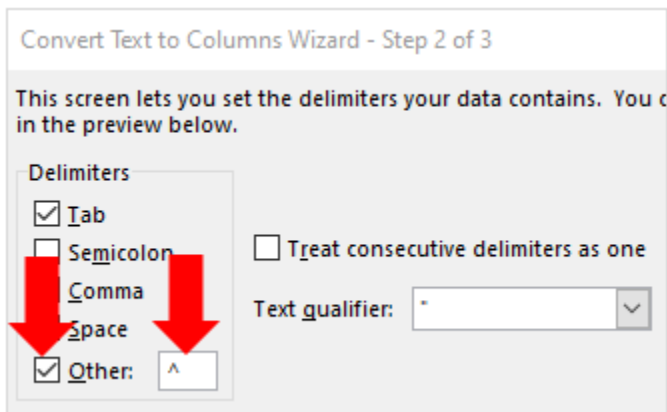 Convert Text to Columns Wizard - Step 2 of 3
This screen lets you set the delimiters your data contains. You c
in the preview below.
Delimiters
Tab
Semicolon
Treat consecutive delimiters as one
Comma
Text qualifier: "
Space
Other: ^